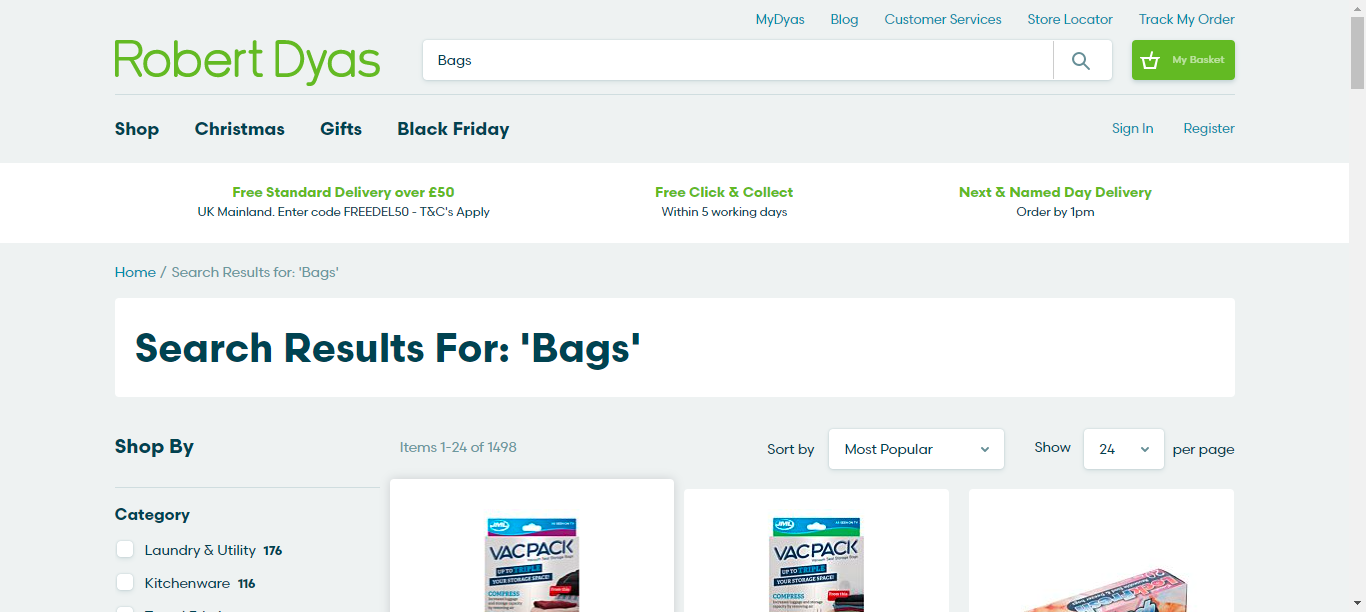 MyDyas Blog Customer Services Store Locator Track My Order
Robert Dyas
Bags
My Basket
Shop Christmas Gifts Black Friday
Sign In Register
Free Standard Delivery over £50 Free Click & Collect Next & Named Day Delivery
UK Mainland. Enter code FREEDEL50 - T&C's Apply Within 5 working days Order by 1pm
Home / Search Results for: 'Bags'
Search Results For: 'Bags'
Shop By
Items 1-24 of 1498
Sort by Most Popular Show 24 per page
Category
Laundry & Utility 176
Kitchenware 116
JML
VACPACK
UP TO TRIPLE
YOUR STORAGE SPACE!
COMPRESS
JML
VACPACK
UP TO TRIPLE
YOUR STORAGE SPACE!
COMPRESS